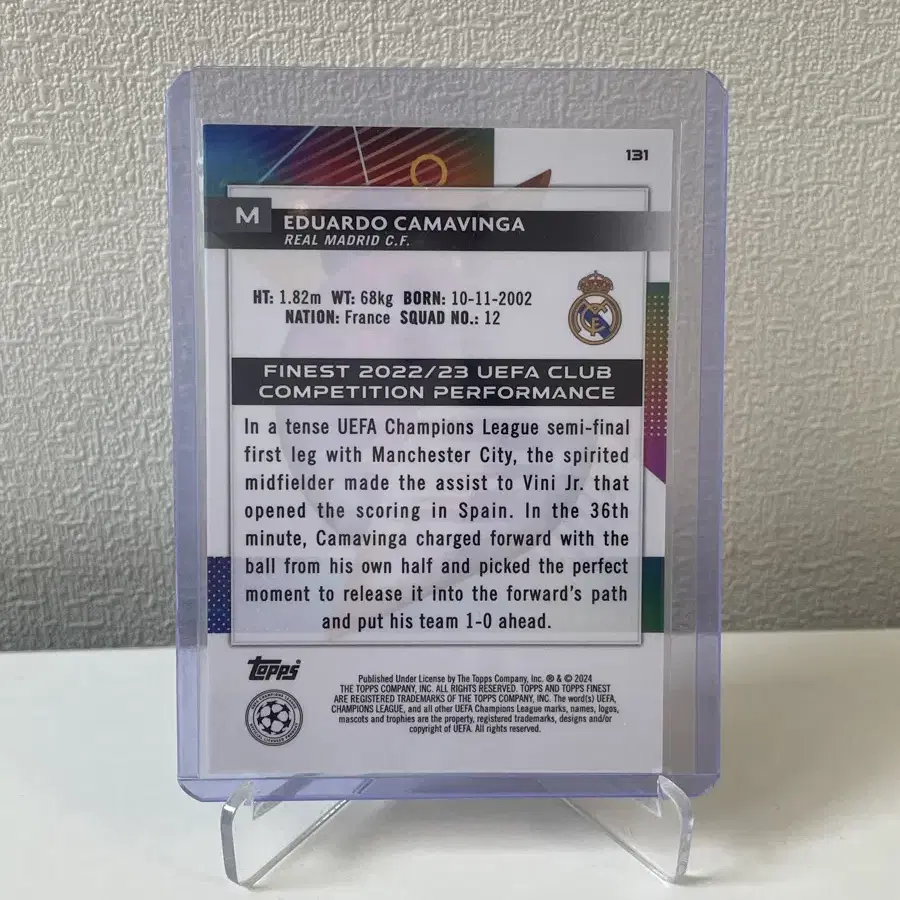 131
M
EDUARDO CAMAVINGA
REAL MADRID C.F.
HT: 1.82m WT: 68kg BORN: 10-11-2002
NATION: France SQUAD NO.: 12
FINEST 2022/23 UEFA CLUB
COMPETITION PERFORMANCE
In a tense UEFA Champions League semi-final
first leg with Manchester City, the spirited
midfielder made the assist to Vini Jr. that
opened the scoring in Spain. In the 36th
minute, Camavinga charged forward with the
ball from his own half and picked the perfect
moment to release it into the forward's path
and put his team 1-0 ahead.
Topps
Published Under License by The Topps Company, Inc. ® & © 2024
THE TOPPS COMPANY, INC. ALL RIGHTS RESERVED. TOPPS AND TOPPS FINEST
ARE REGISTERED TRADEMARKS OF THE TOPPS COMPANY, INC. The word(s) UEFA,
CHAMPIONS LEAGUE, and all other UEFA Champions League marks, names, logos,
mascots and trophies are the property, registered trademarks, designs and/or
copyright of UEFA. All rights reserved.